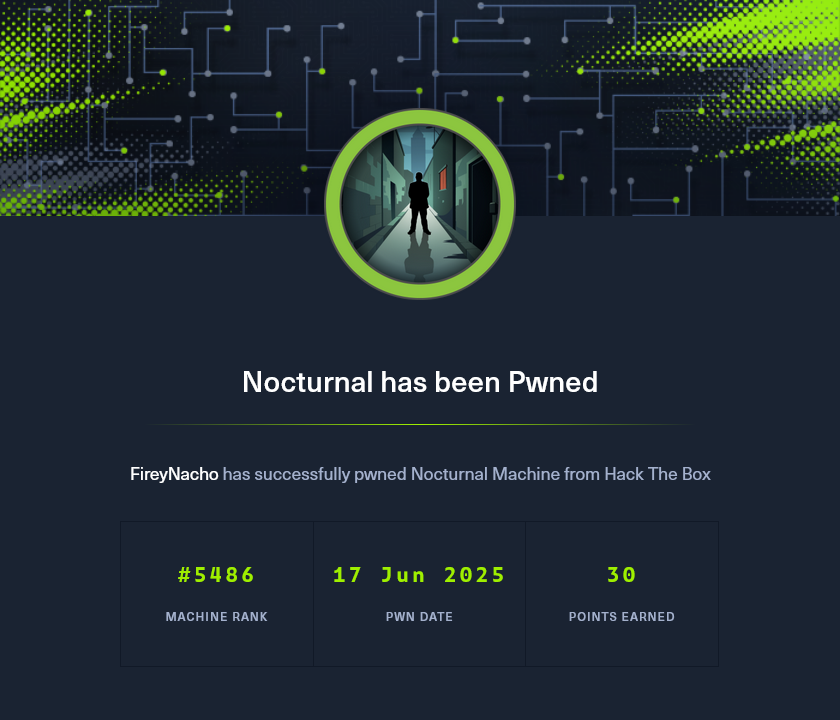 Nocturnal has been Pwned
FireyNacho has successfully pwned Nocturnal Machine from Hack The Box
#5486
MACHINE RANK
17 Jun 2025
PWN DATE
30
POINTS EARNED